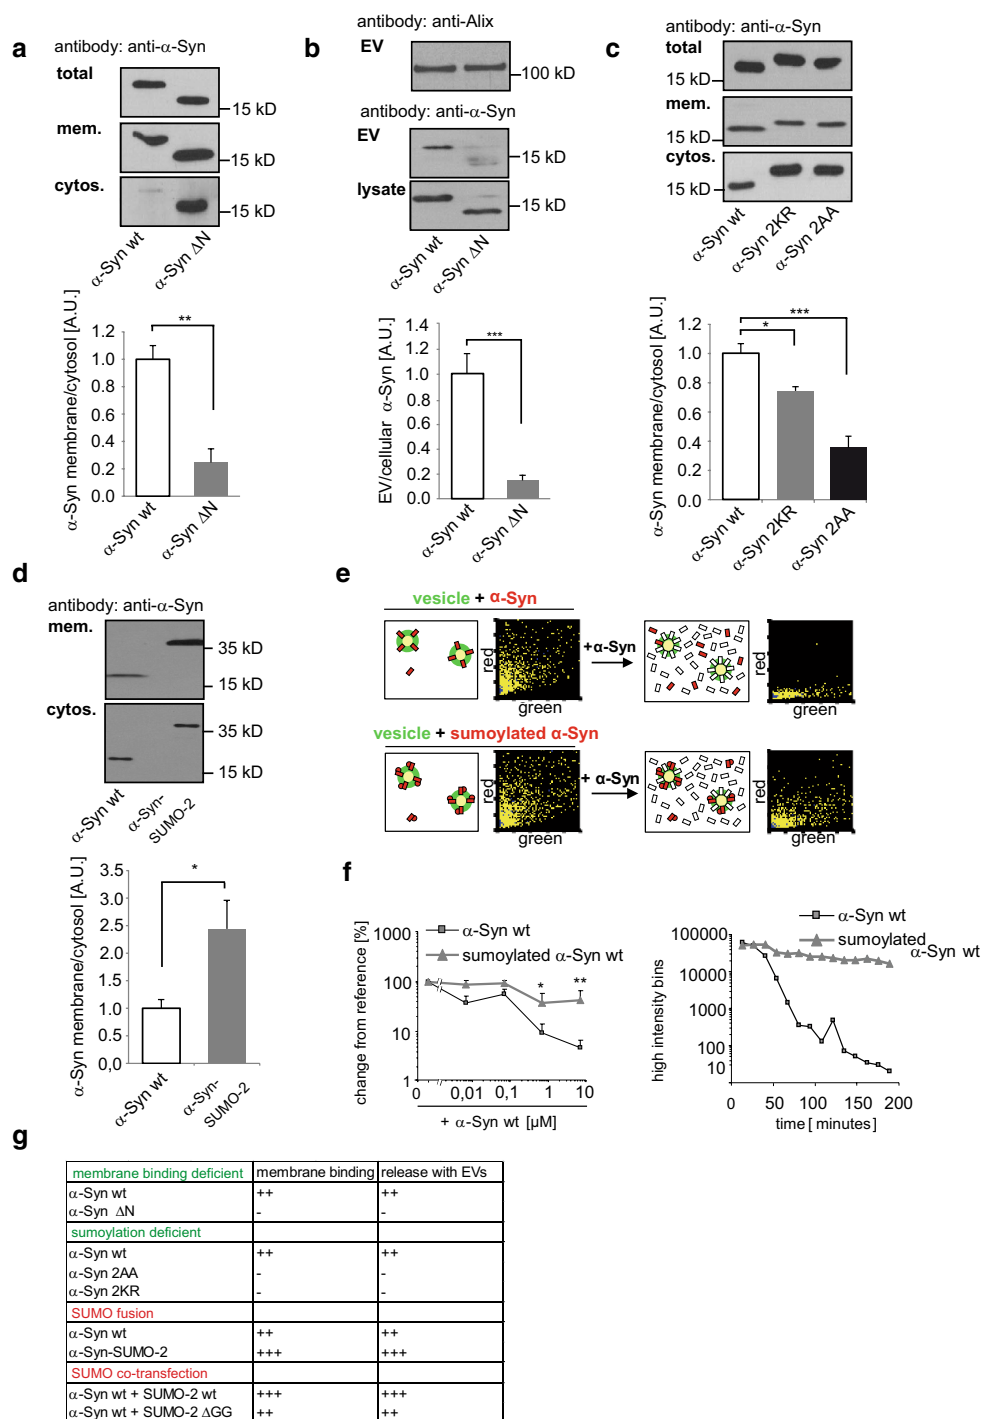 a
antibody: anti-α-Syn
total
15 kD
mem.
15 kD
cytos.
15 kD
α-Syn wt
α-Syn ΔN
α-Syn membrane/cytosol [A.U.]
1.2
1.0
0.8
0.6
0.4
0.2
0.0
**
α-Syn wt
α-Syn ΔN
b
antibody: anti-Alix
EV
100 kD
antibody: anti-α-Syn
EV
15 kD
lysate
15 kD
α-Syn wt
α-Syn ΔN
EV/cellular α-Syn [A.U.]
1.4
1.2
1.0
0.8
0.6
0.4
0.2
0.0
***
α-Syn wt
α-Syn ΔN
c
antibody: anti-α-Syn
total
15 kD
mem.
15 kD
cytos.
15 kD
α-Syn wt
α-Syn 2KR
α-Syn 2AA
α-Syn membrane/cytosol [A.U.]
1.2
1.0
0.8
0.6
0.4
0.2
0.0
***
*
α-Syn wt
α-Syn 2KR
α-Syn 2AA
d
antibody: anti-α-Syn
mem.
35 kD
15 kD
cytos.
35 kD
15 kD
α-Syn wt
α-Syn-
SUMO-2
α-Syn membrane/cytosol [A.U.]
3.5
3.0
2.5
2.0
1.5
1.0
0.5
0,0
*
α-Syn wt
α-Syn-
SUMO-2
e
vesicle + α-Syn
red
green
+α-Syn
red
green
vesicle + sumoylated α-Syn
red
green
+ α-Syn
red
green
f
α-Syn wt
sumoylated α-Syn wt
change from reference [%]
1000
100
10
1
* **
0 0,01 0,1 1 10
+ α-Syn wt [µM]
α-Syn wt
sumoylated α-Syn wt
high intensity bins
100000
10000
1000
100
10
0 50 100 150 200
time [ minutes]
g
membrane binding deficient membrane binding release with EVs
α-Syn wt ++ ++
α-Syn ΔN - -
sumoylation deficient
α-Syn wt ++ ++
α-Syn 2AA - -
α-Syn 2KR - -
SUMO fusion
α-Syn wt ++ ++
α-Syn-SUMO-2 +++ +++
SUMO co-transfection
α-Syn wt + SUMO-2 wt +++ +++
α-Syn wt + SUMO-2 ΔGG ++ ++